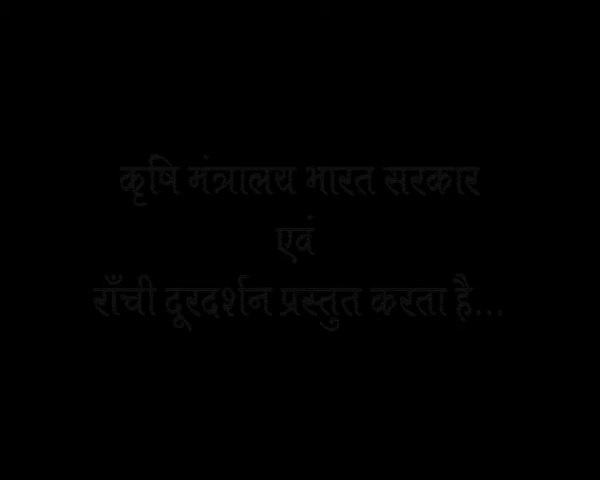 कृषि मंत्रालय भारत सरकार
एवं
राँची दूरदर्शन प्रस्तुत करता है...